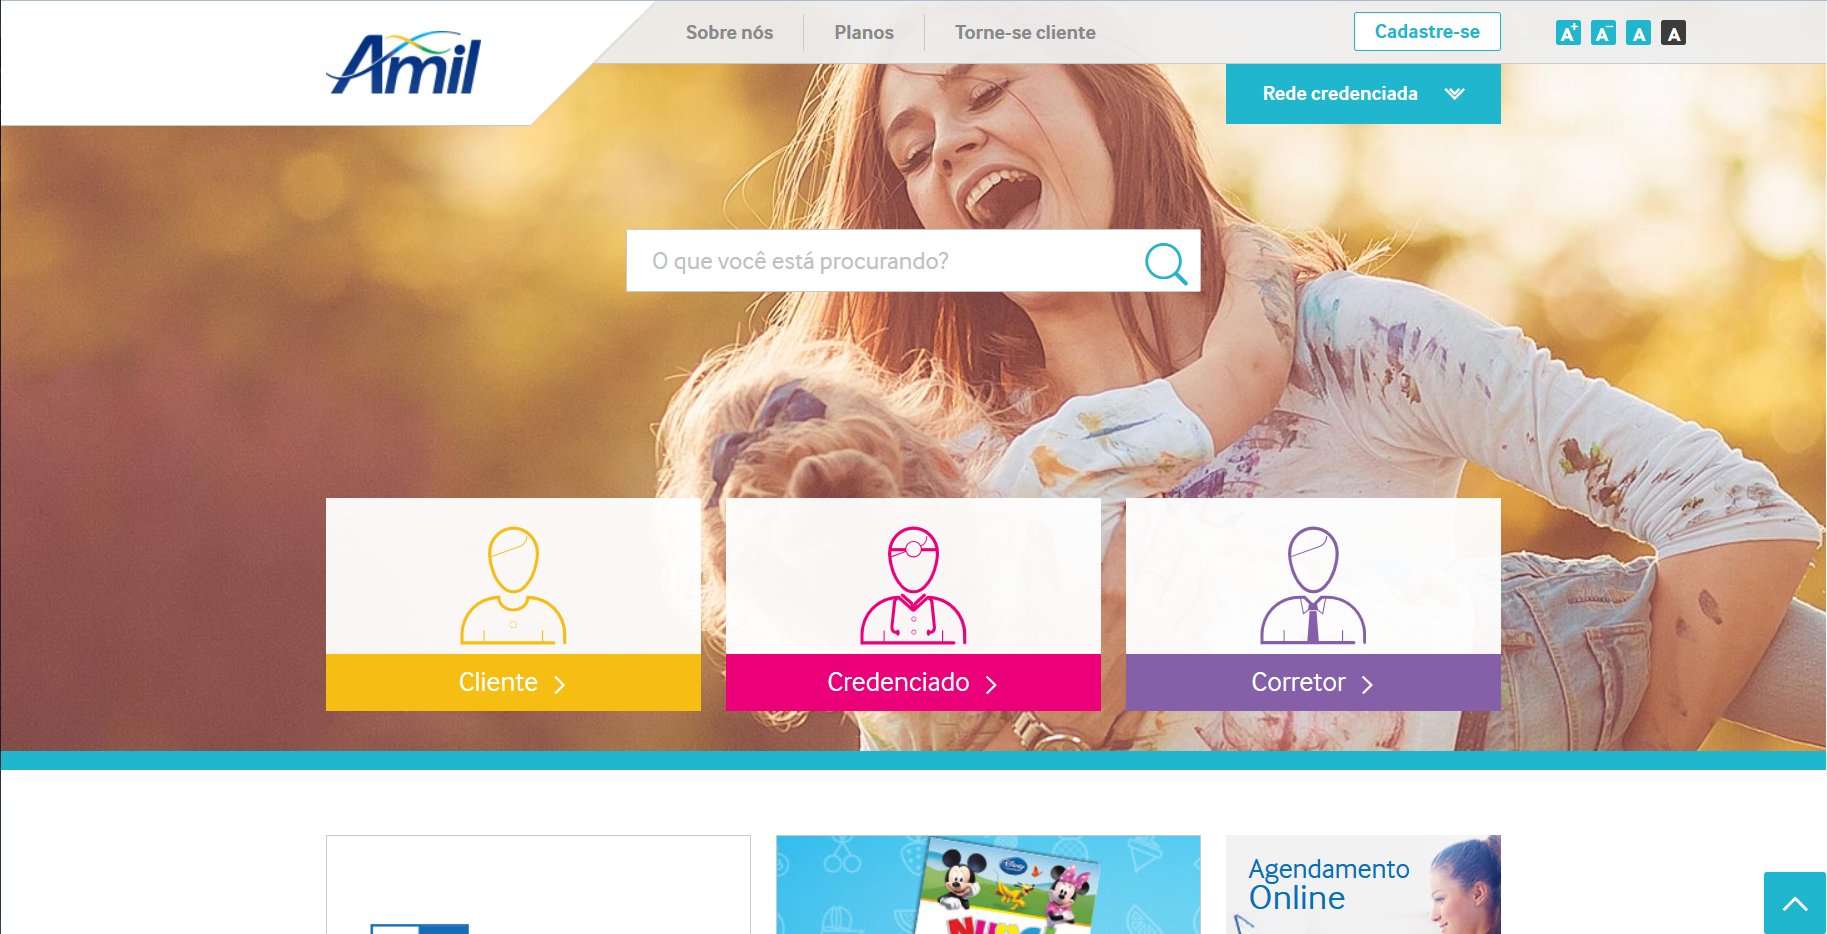 Amil
Sobre nós
Planos
Torne-se cliente
Cadastre-se
A+
A-
A
A
Rede credenciada
O que você está procurando?
Cliente
Credenciado
Corretor
Disney
Agendamento
Online